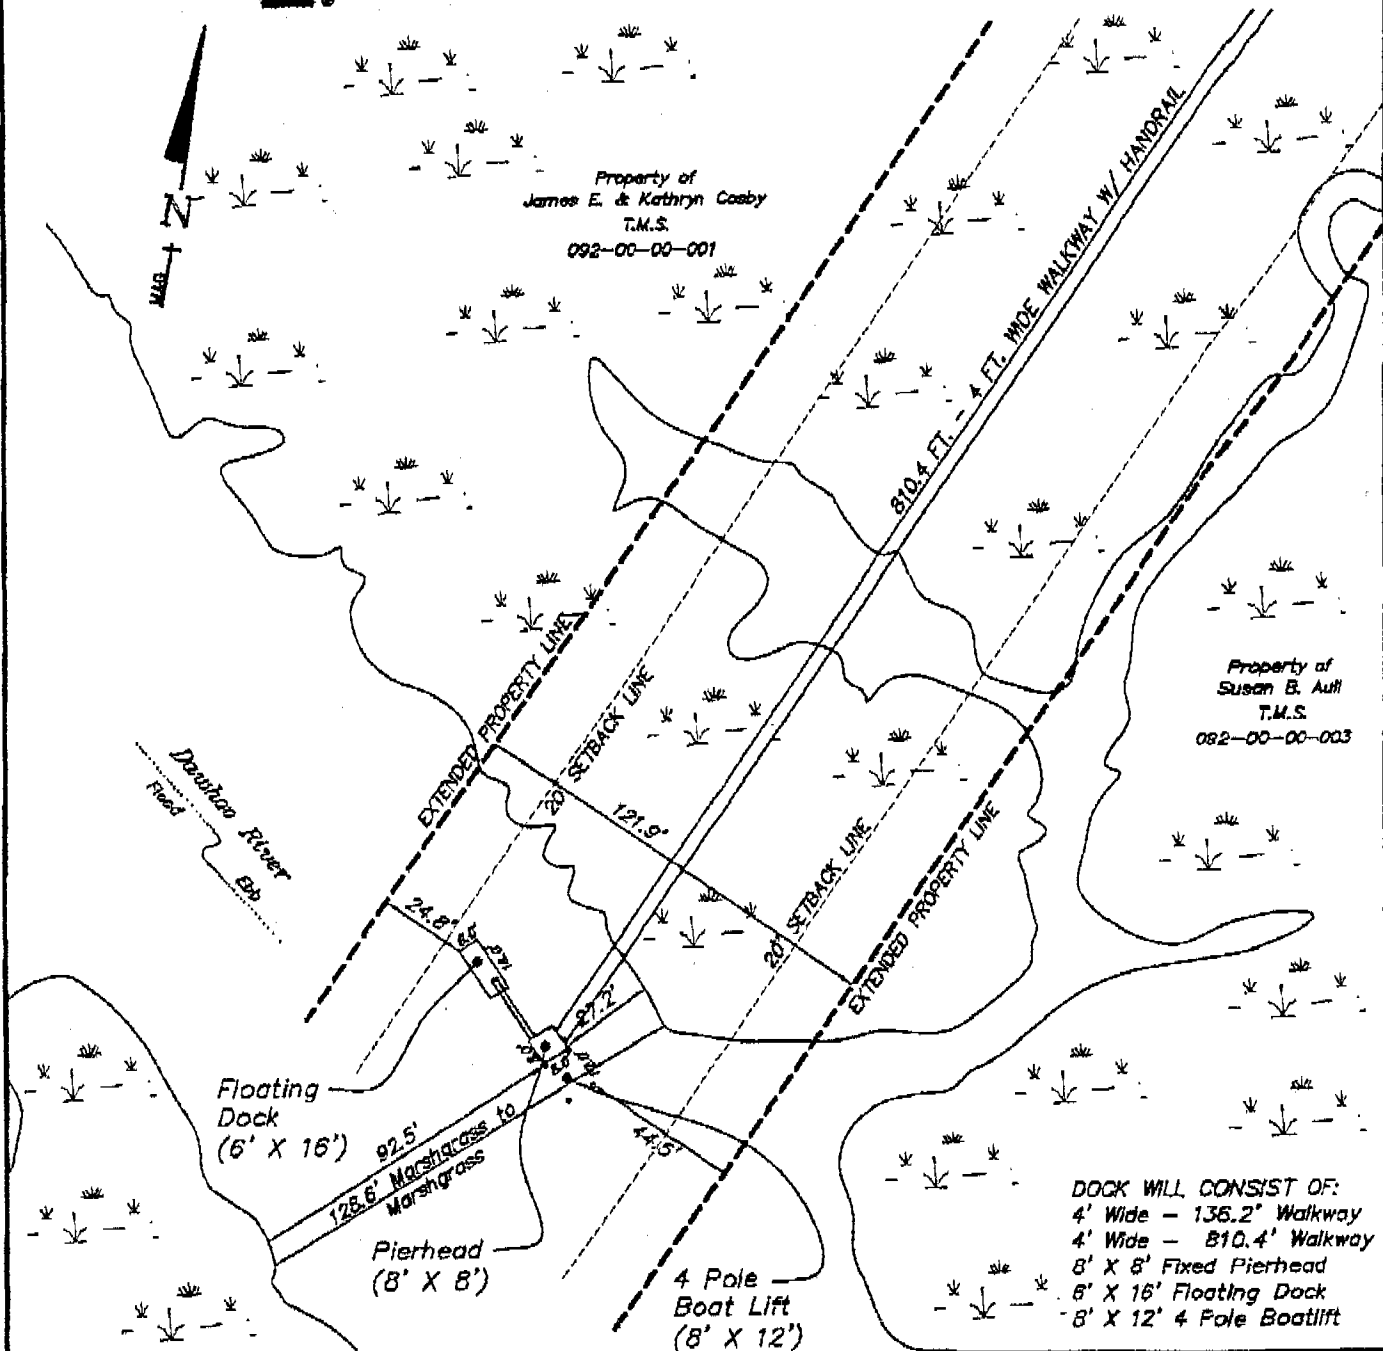 N
MAG
Property of
James E. & Kathryn Cosby
T.M.S.
092-00-00-001
810.4 FT. - 4 FT. WIDE WALKWAY W/ HANDRAIL
EXTENDED PROPERTY LINE
20' SETBACK LINE
121.9'
20' SETBACK LINE
EXTENDED PROPERTY LINE
Property of
Susan B. Aull
T.M.S.
092-00-00-003
River
Flood
Ebb
24.8'
6.0'
27.2'
8.0'
44.5'
Floating
Dock
(6' X 16')
92.5'
128.6' Marshgrass to
Marshgrass
Pierhead
(8' X 8')
4 Pole
Boat Lift
(8' X 12')
DOCK WILL CONSIST OF:
4' Wide - 136.2' Walkway
4' Wide - 810.4' Walkway
8' X 8' Fixed Pierhead
6' X 16' Floating Dock
8' X 12' 4 Pole Boatlift